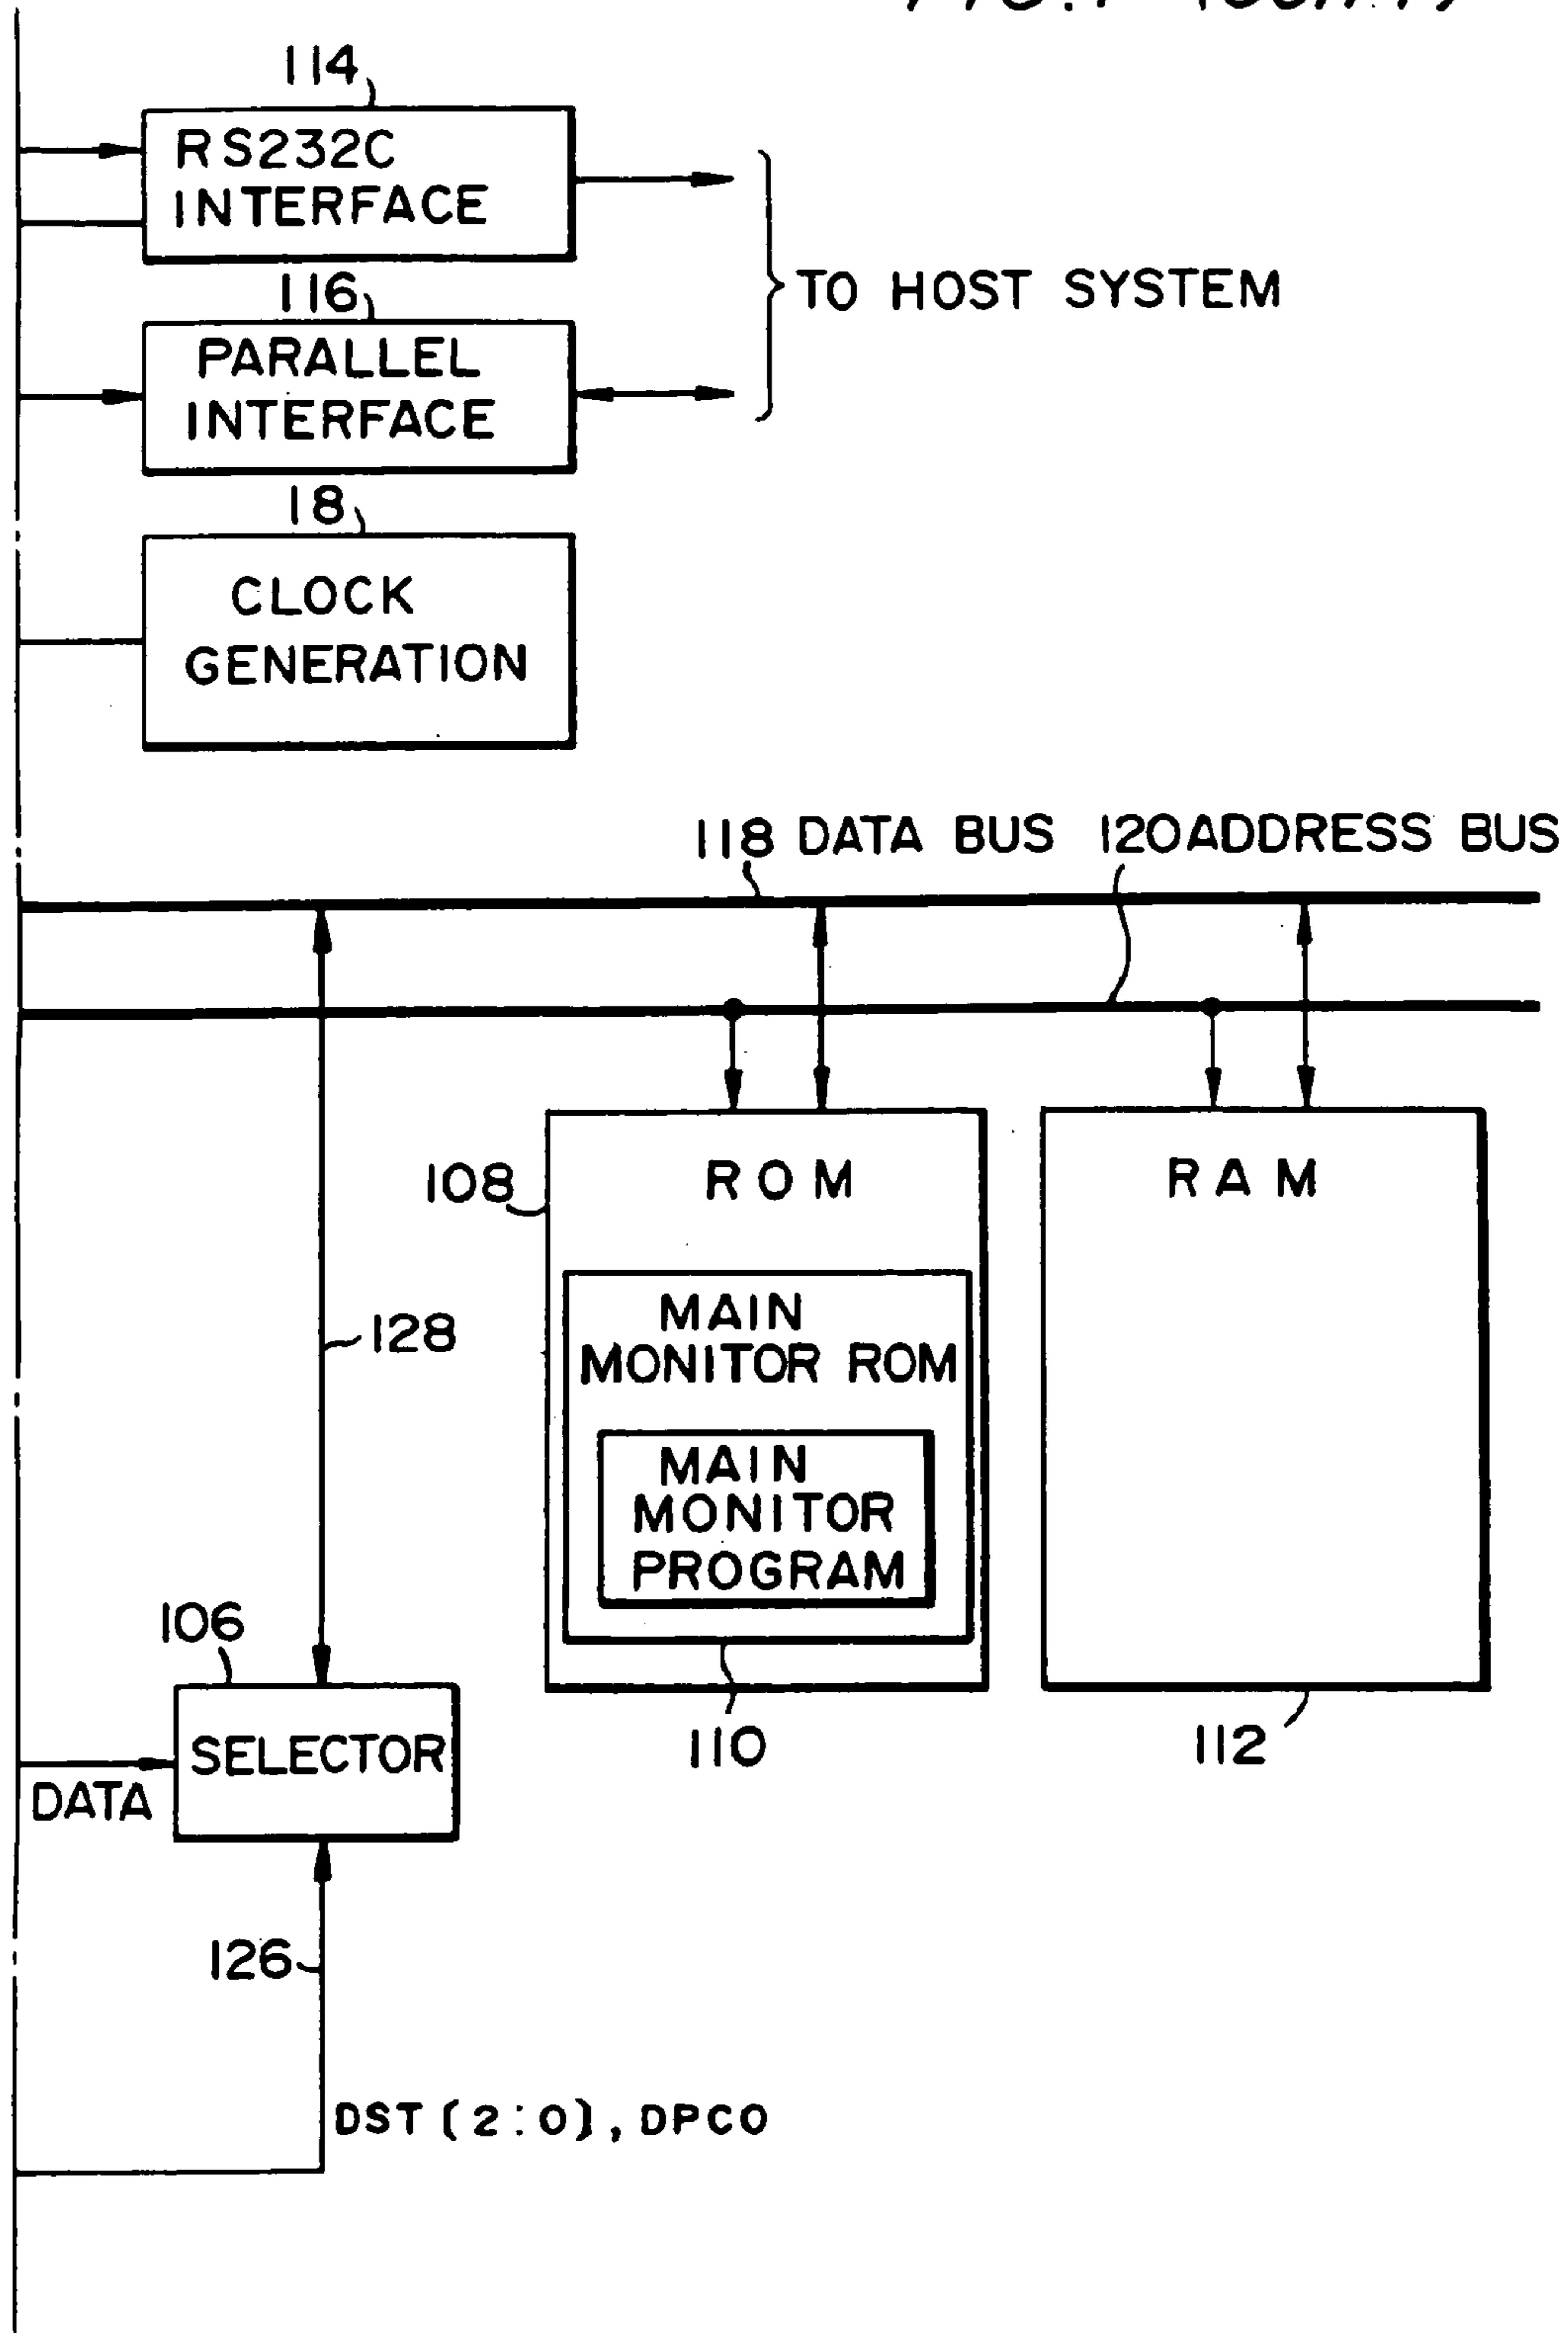 114
RS232C
INTERFACE
116
PARALLEL
INTERFACE
TO HOST SYSTEM
18
CLOCK
GENERATION
118 DATA BUS 120 ADDRESS BUS
108
ROM
RAM
MAIN
MONITOR ROM
128
MAIN
MONITOR
PROGRAM
106
SELECTOR
110
112
DATA
126
DST (2:0), DPC0